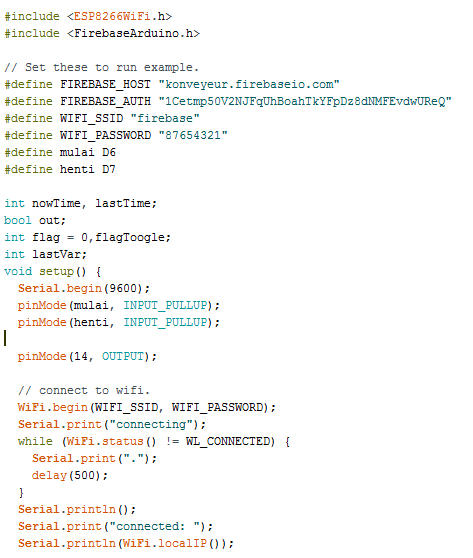 #include <ESP8266WiFi.h>
#include <FirebaseArduino.h>
// Set these to run example.
#define FIREBASE_HOST "konveyeur.firebaseio.com"
#define FIREBASE_AUTH "1Cetmp50V2NJFqUhBoahTkYFpDz8dNMFEvdwUReQ"
#define WIFI_SSID "firebase"
#define WIFI_PASSWORD "87654321"
#define mulai D6
#define henti D7
int nowTime, lastTime;
bool out;
int flag = 0,flagToogle;
int lastVar;
void setup() {
  Serial.begin(9600);
  pinMode(mulai, INPUT_PULLUP);
  pinMode(henti, INPUT_PULLUP);
  pinMode(14, OUTPUT);
  // connect to wifi.
  WiFi.begin(WIFI_SSID, WIFI_PASSWORD);
  Serial.print("connecting");
  while (WiFi.status() != WL_CONNECTED) {
    Serial.print(".");
    delay(500);
  }
  Serial.println();
  Serial.print("connected: ");
  Serial.println(WiFi.localIP());